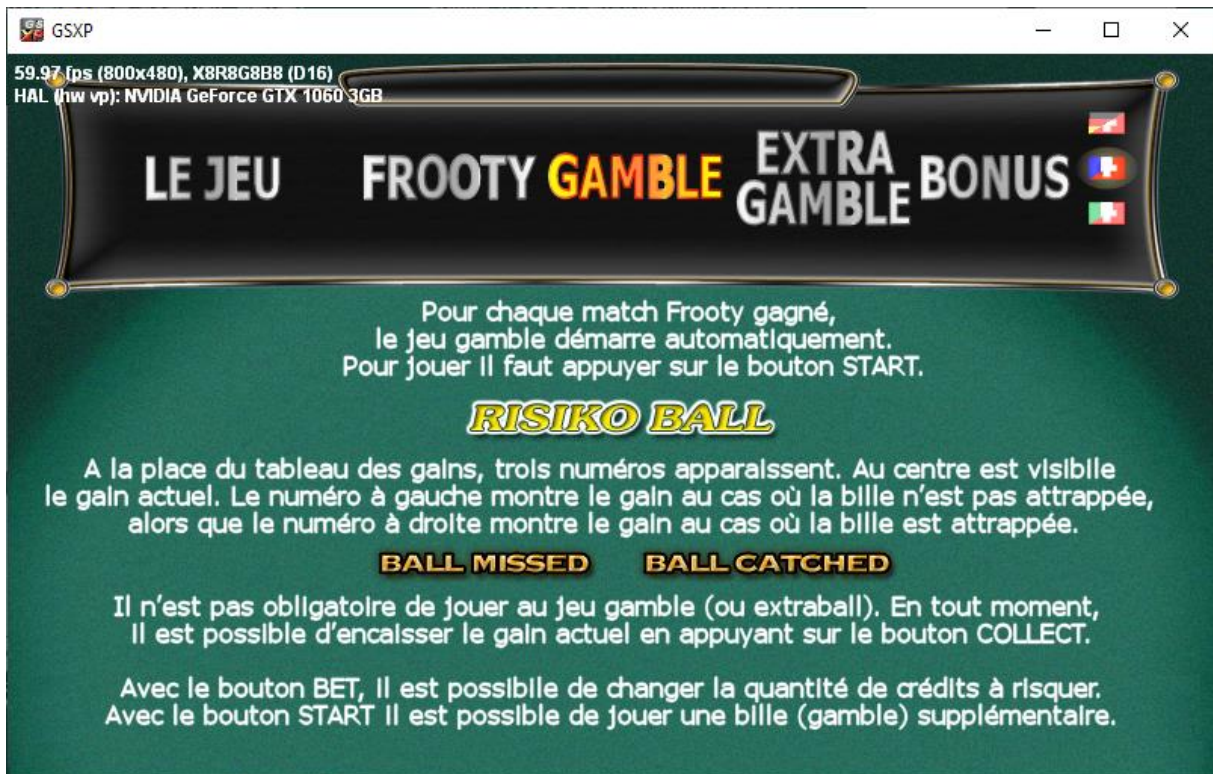 GSXP
59.97 fps (800x480), X8R8G8B8 (D16)
HAL (hw vp): NVIDIA GeForce GTX 1060 3GB
LE JEU FROOTY GAMBLE EXTRA GAMBLE BONUS
Pour chaque match Frooty gagné,
le jeu gamble démarre automatiquement.
Pour jouer il faut appuyer sur le bouton START.
RISIKO BALL
A la place du tableau des gains, trois numéros apparaissent. Au centre est visibile
le gain actuel. Le numéro à gauche montre le gain au cas où la bille n'est pas attrappée,
alors que le numéro à droite montre le gain au cas où la bille est attrappée.
BALL MISSED BALL CATCHED
Il n'est pas obligatoire de jouer au jeu gamble (ou extraball). En tout moment,
il est possible d'encaisser le gain actuel en appuyant sur le bouton COLLECT.
Avec le bouton BET, il est possibile de changer la quantité de crédits à risquer.
Avec le bouton START il est possible de jouer une bille (gamble) supplémentaire.